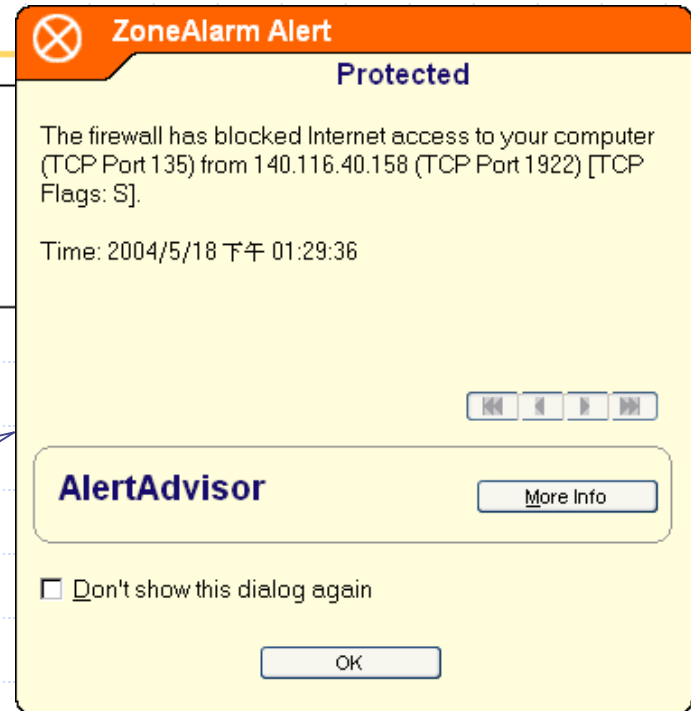 ZoneAlarm Alert
Protected
The firewall has blocked Internet access to your computer
(TCP Port 135) from 140.116.40.158 (TCP Port 1922) [TCP
Flags: S].
Time: 2004/5/18 下午 01:29:36
AlertAdvisor
More Info
Don't show this dialog again
OK